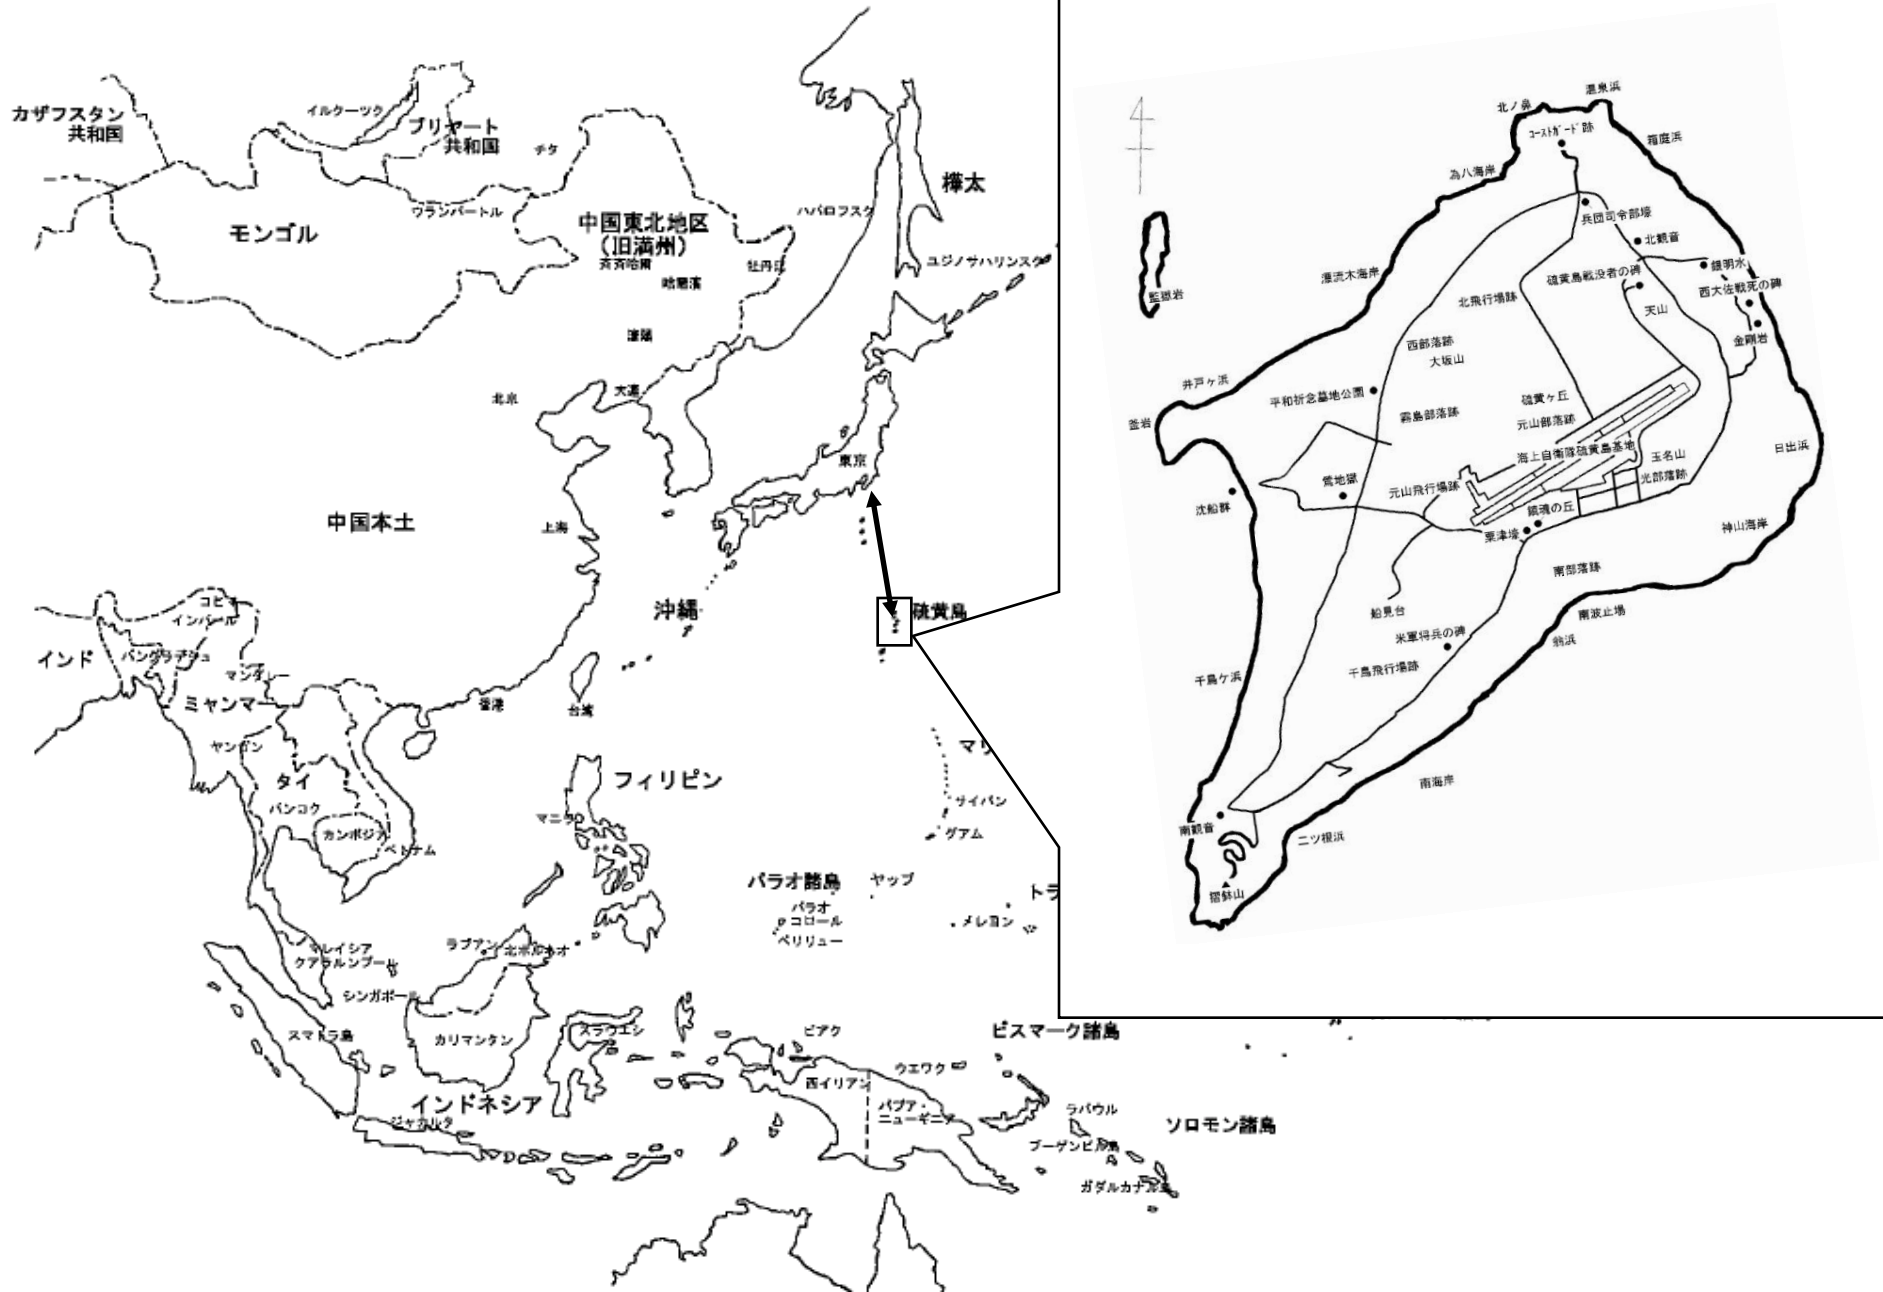 カザフスタン
共和国
イルクーツク
ブリヤート
共和国
チタ
モンゴル
ウランバートル
中国東北地区
(旧満州)
斉斉哈爾
哈爾濱
牡丹江
瀋陽
ハバロフスク
樺太
ユジノサハリンスク
北京
大連
東京
中国本土
上海
沖縄
硫黄島
コヒマ
インパール
インド
バングラデシュ
マンダレー
ミャンマー
香港
台湾
ヤンゴン
タイ
バンコク
カンボジア
ベトナム
フィリピン
マニラ
マリ
サイパン
グアム
パラオ諸島
ヤップ
パラオ
コロール
ペリリュー
トラ
メレヨン
マレイシア
クアラルンプール
ラブアン
北ボルネオ
シンガポール
スマトラ島
カリマンタン
スラウエシ
インドネシア
ジャカルタ
ビアク
西イリアン
ウエワク
パプア・
ニューギニア
ビスマーク諸島
ラバウル
ソロモン諸島
ブーゲンビル島
ガダルカナル島
温泉浜
北ノ鼻
コーストガード跡
箱庭浜
為八海岸
兵団司令部壕
北観音
漂流木海岸
硫黄島戦没者の碑
銀明水
監獄岩
北飛行場跡
西大佐戦死の碑
天山
金剛岩
西部落跡
大坂山
井戸ヶ浜
平和祈念墓地公園
硫黄ヶ丘
霧島部落跡
元山部落跡
釜岩
海上自衛隊硫黄島基地
日出浜
玉名山
光部落跡
鶯地獄
元山飛行場跡
沈船群
鎮魂の丘
粟津壕
神山海岸
南部落跡
船見台
南波止場
米軍将兵の碑
翁浜
千鳥飛行場跡
千鳥ケ浜
南海岸
南観音
二ツ根浜
摺鉢山